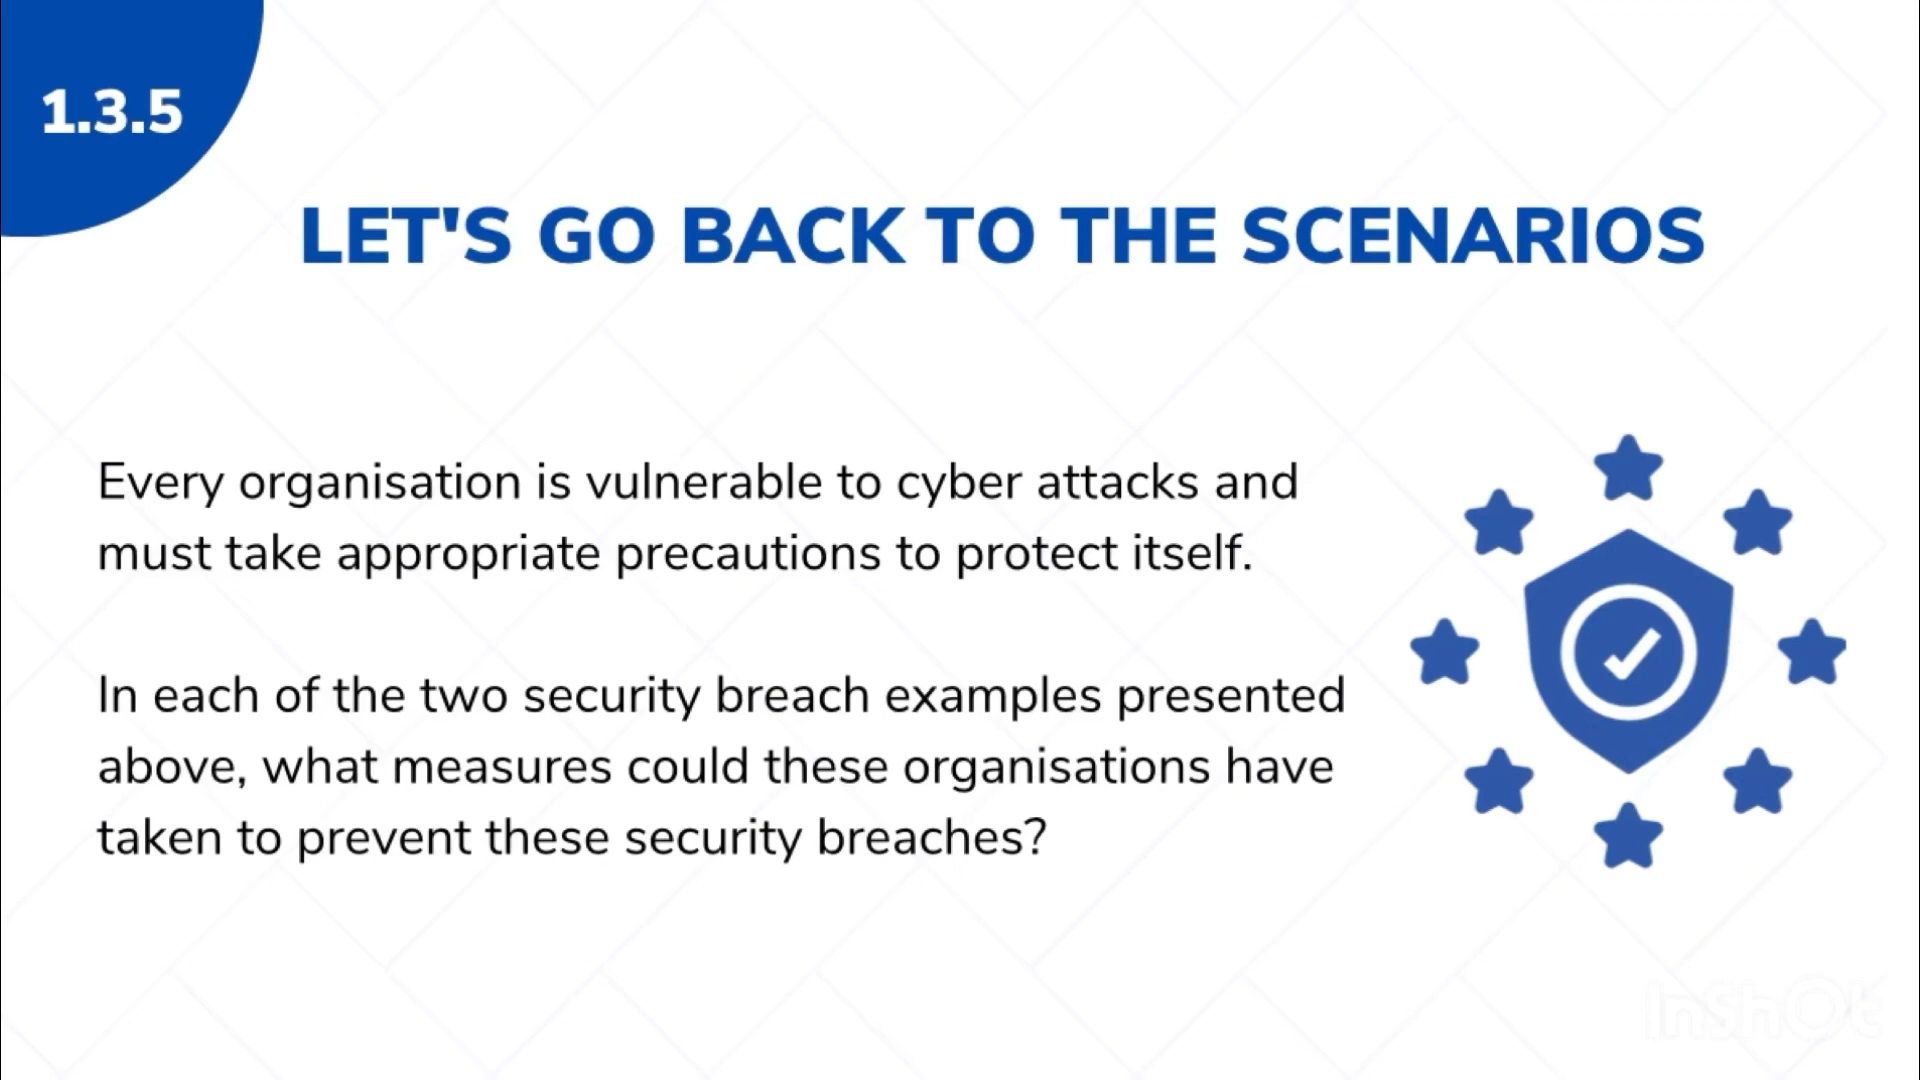 1.3.5
LET'S GO BACK TO THE SCENARIOS
Every organisation is vulnerable to cyber attacks and
must take appropriate precautions to protect itself.
In each of the two security breach examples presented
above, what measures could these organisations have
taken to prevent these security breaches?
InShOt